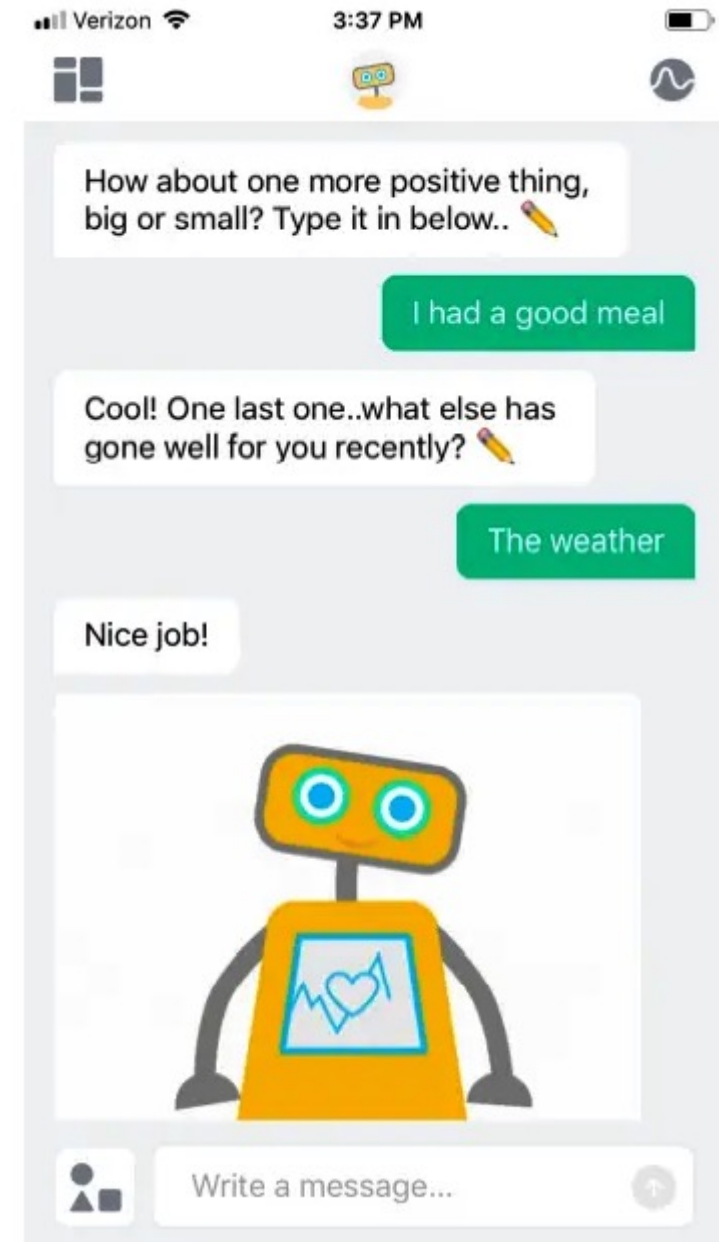 Verizon 3:37 PM
How about one more positive thing,
big or small? Type it in below.. ✏️
I had a good meal
Cool! One last one..what else has
gone well for you recently? ✏️
The weather
Nice job!
Write a message...